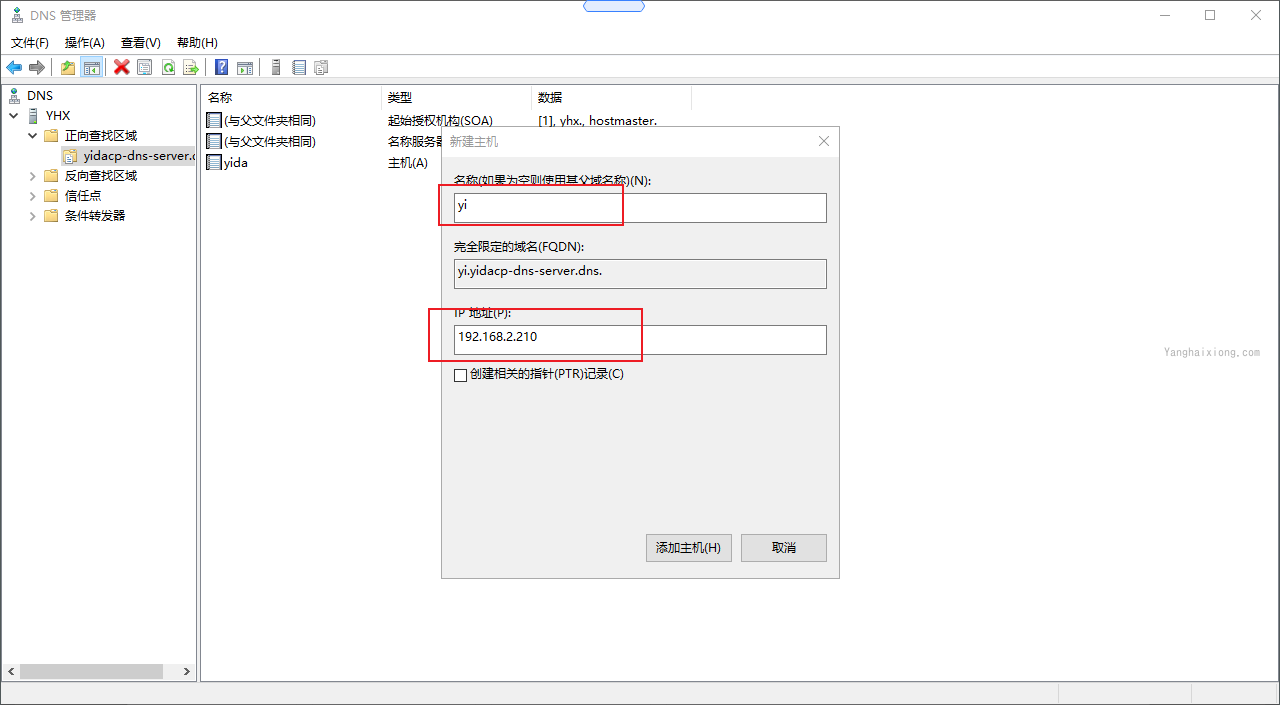 DNS 管理器
文件(F) 操作(A) 查看(V) 帮助(H)
DNS
YHX
正向查找区域
yidacp-dns-server.
反向查找区域
信任点
条件转发器
名称 类型 数据
(与父文件夹相同) 起始授权机构(SOA) [1], yhx., hostmaster.
(与父文件夹相同) 名称服务器
yida 主机(A)
新建主机
名称(如果为空则使用其父域名称)(N):
yi
完全限定的域名(FQDN):
yi.yidacp-dns-server.dns.
IP 地址(P):
192.168.2.210
创建相关的指针(PTR)记录(C)
添加主机(H) 取消
Yanghaixiong.com